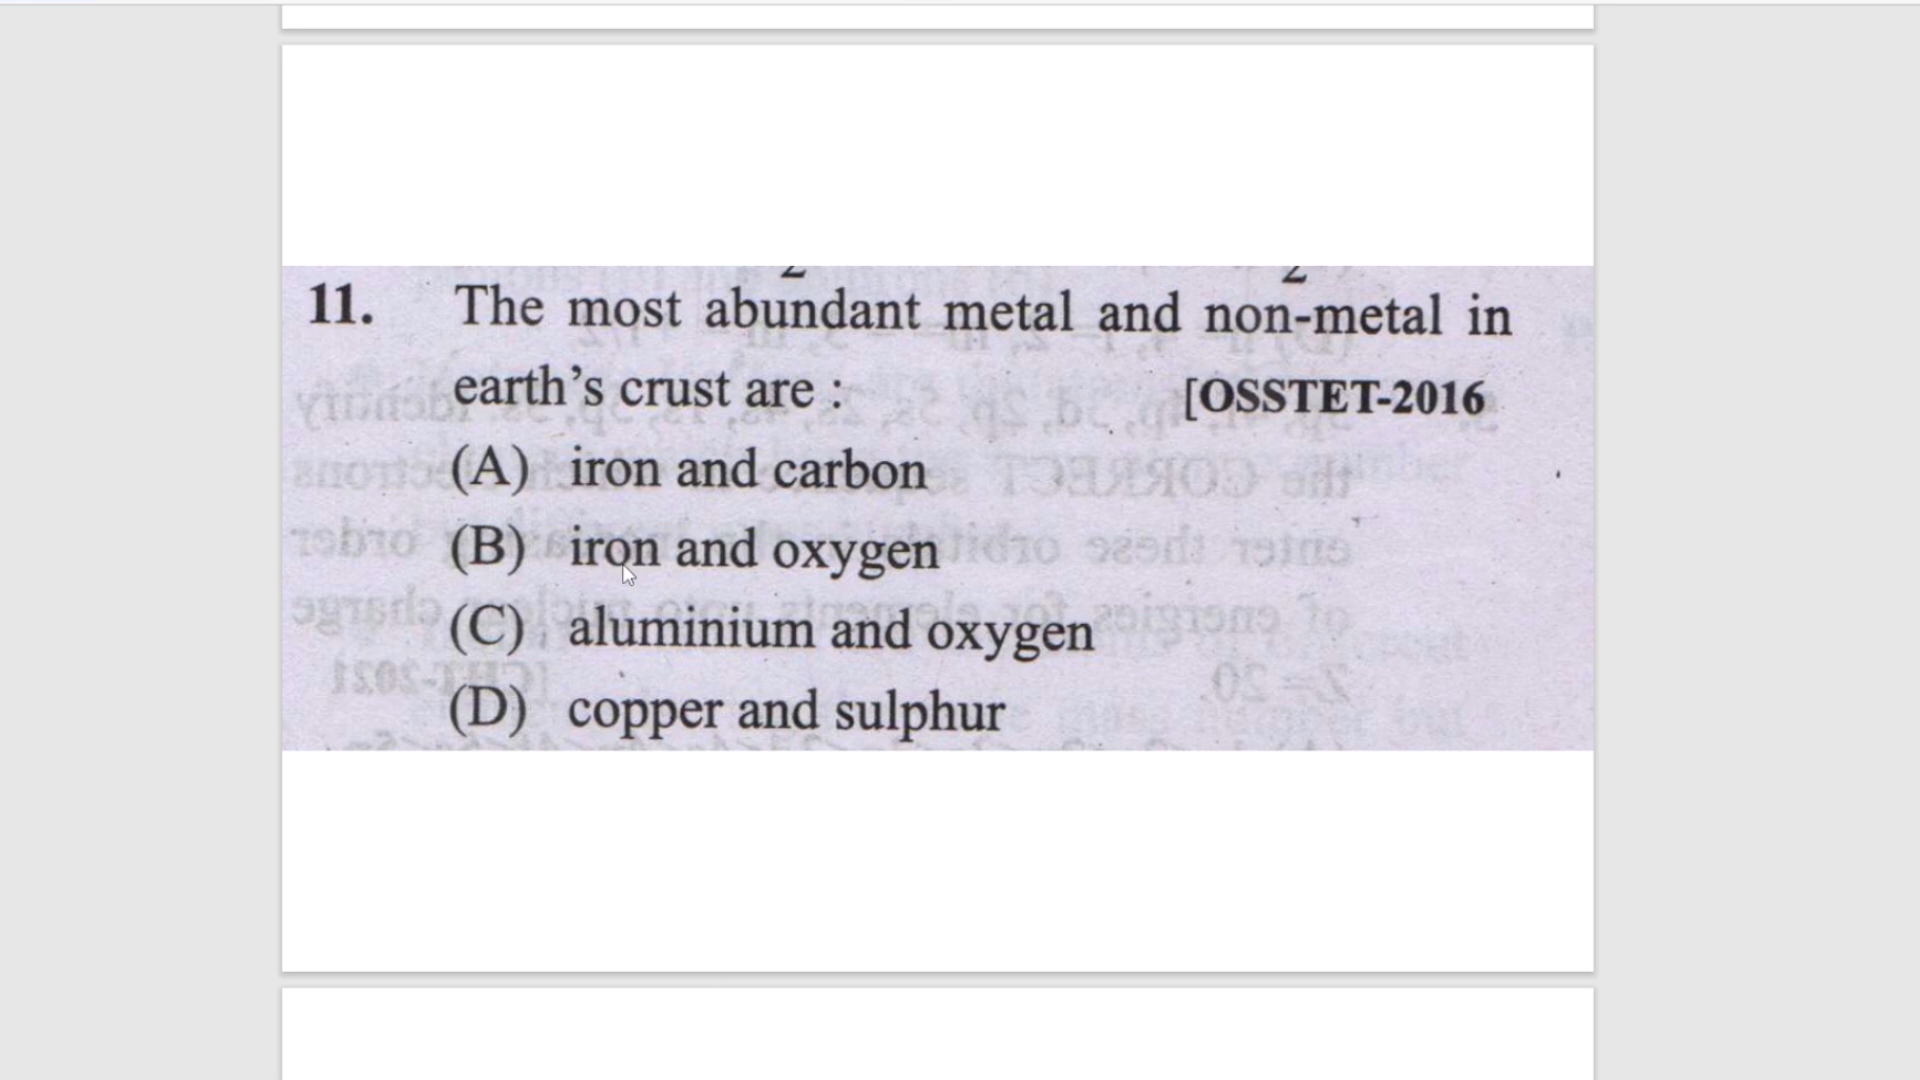 11. The most abundant metal and non-metal in
earth's crust are : [OSSTET-2016
(A) iron and carbon
(B) iron and oxygen
(C) aluminium and oxygen
(D) copper and sulphur